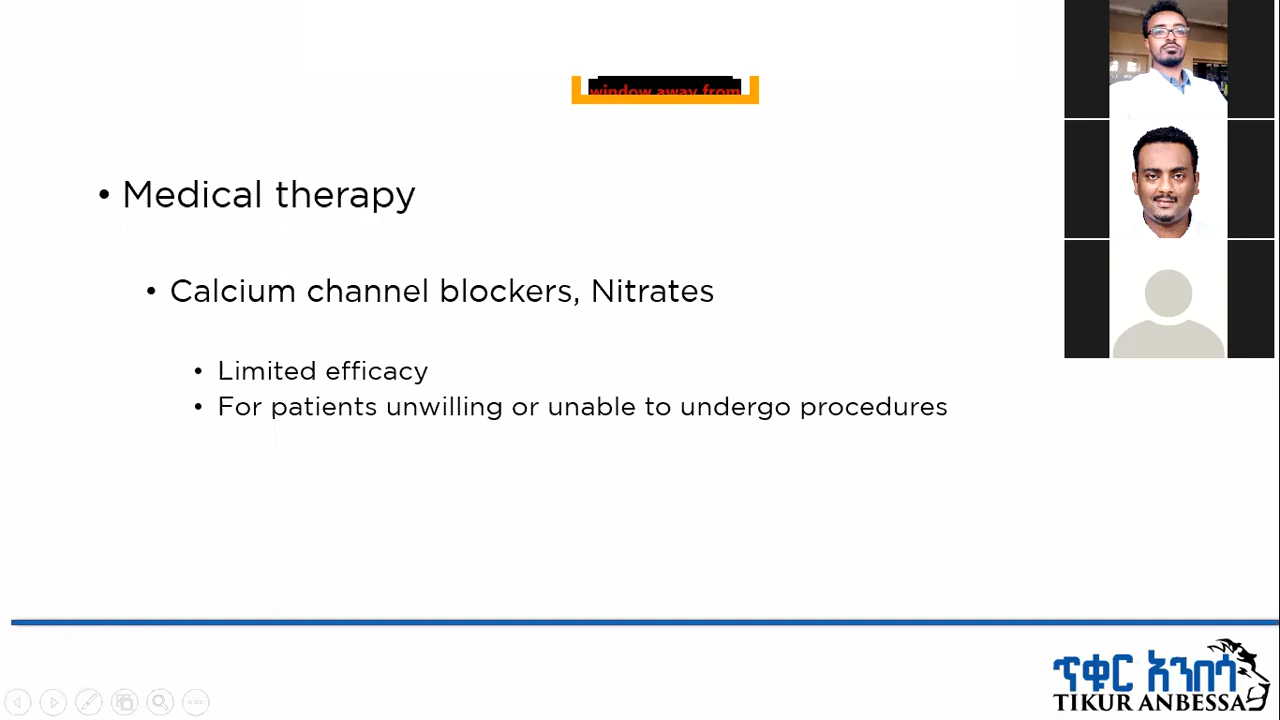 window away from
• Medical therapy
• Calcium channel blockers, Nitrates
• Limited efficacy
• For patients unwilling or unable to undergo procedures
ጥቁር አንበሳ
TIKUR ANBESSA